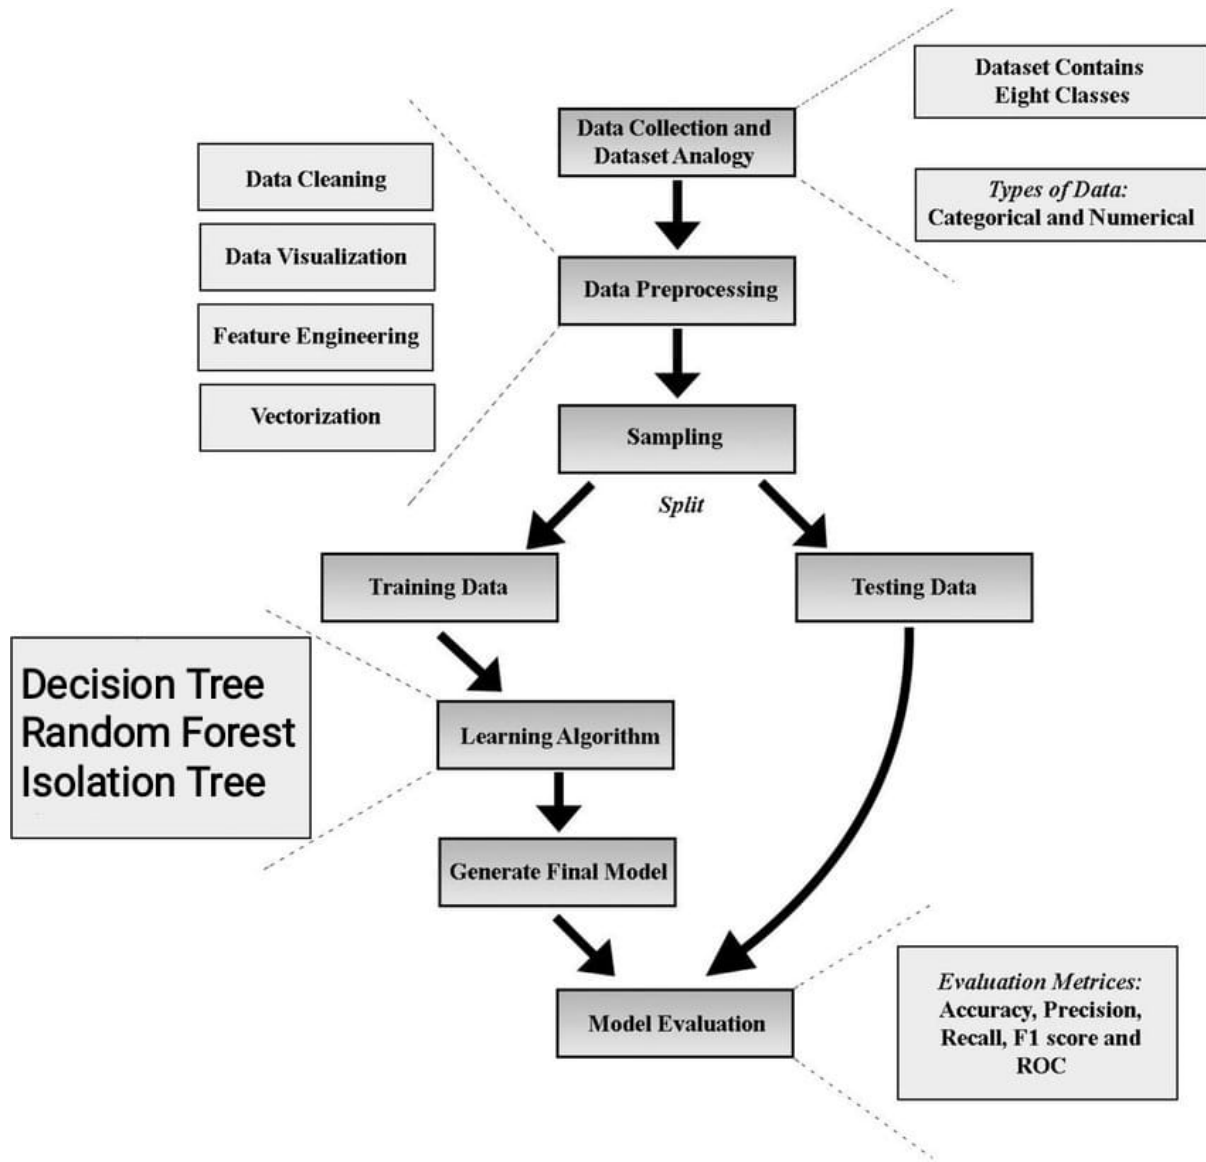 Dataset Contains
Eight Classes
Data Collection and
Dataset Analogy
Types of Data:
Categorical and Numerical
Data Cleaning
Data Visualization
Feature Engineering
Vectorization
Data Preprocessing
Sampling
Split
Training Data
Testing Data
Decision Tree
Random Forest
Isolation Tree
Learning Algorithm
Generate Final Model
Model Evaluation
Evaluation Metrices:
Accuracy, Precision,
Recall, F1 score and
ROC